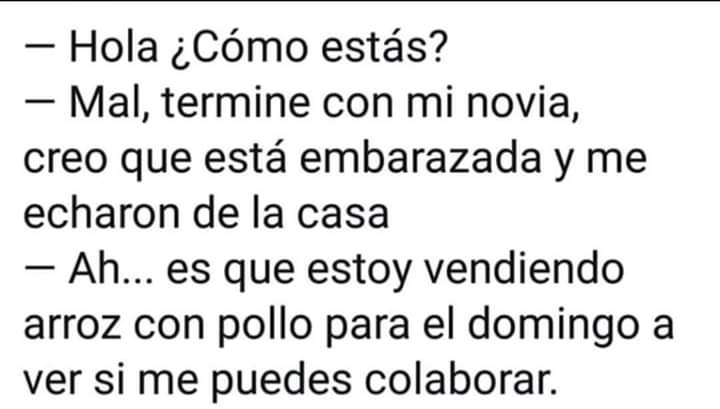 — Hola ¿Cómo estás?
— Mal, termine con mi novia,
creo que está embarazada y me
echaron de la casa
— Ah... es que estoy vendiendo
arroz con pollo para el domingo a
ver si me puedes colaborar.